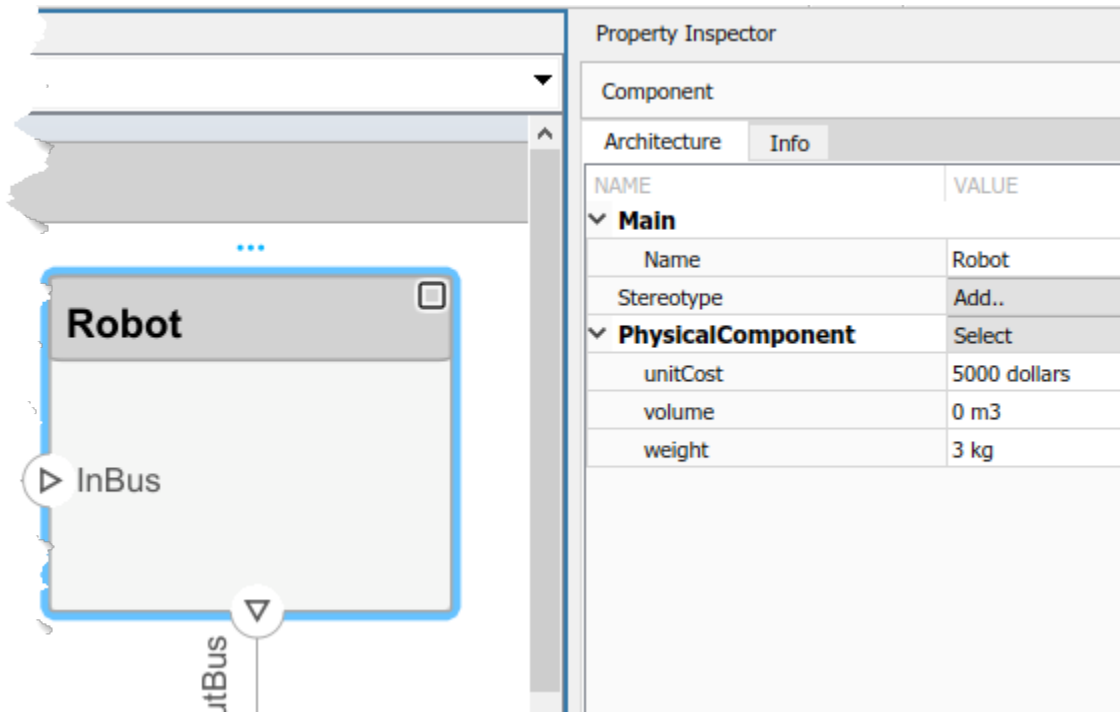 Robot
InBus
utBus
Property Inspector
Component
Architecture Info
NAME VALUE
Main
Name Robot
Stereotype Add..
PhysicalComponent Select
unitCost 5000 dollars
volume 0 m3
weight 3 kg